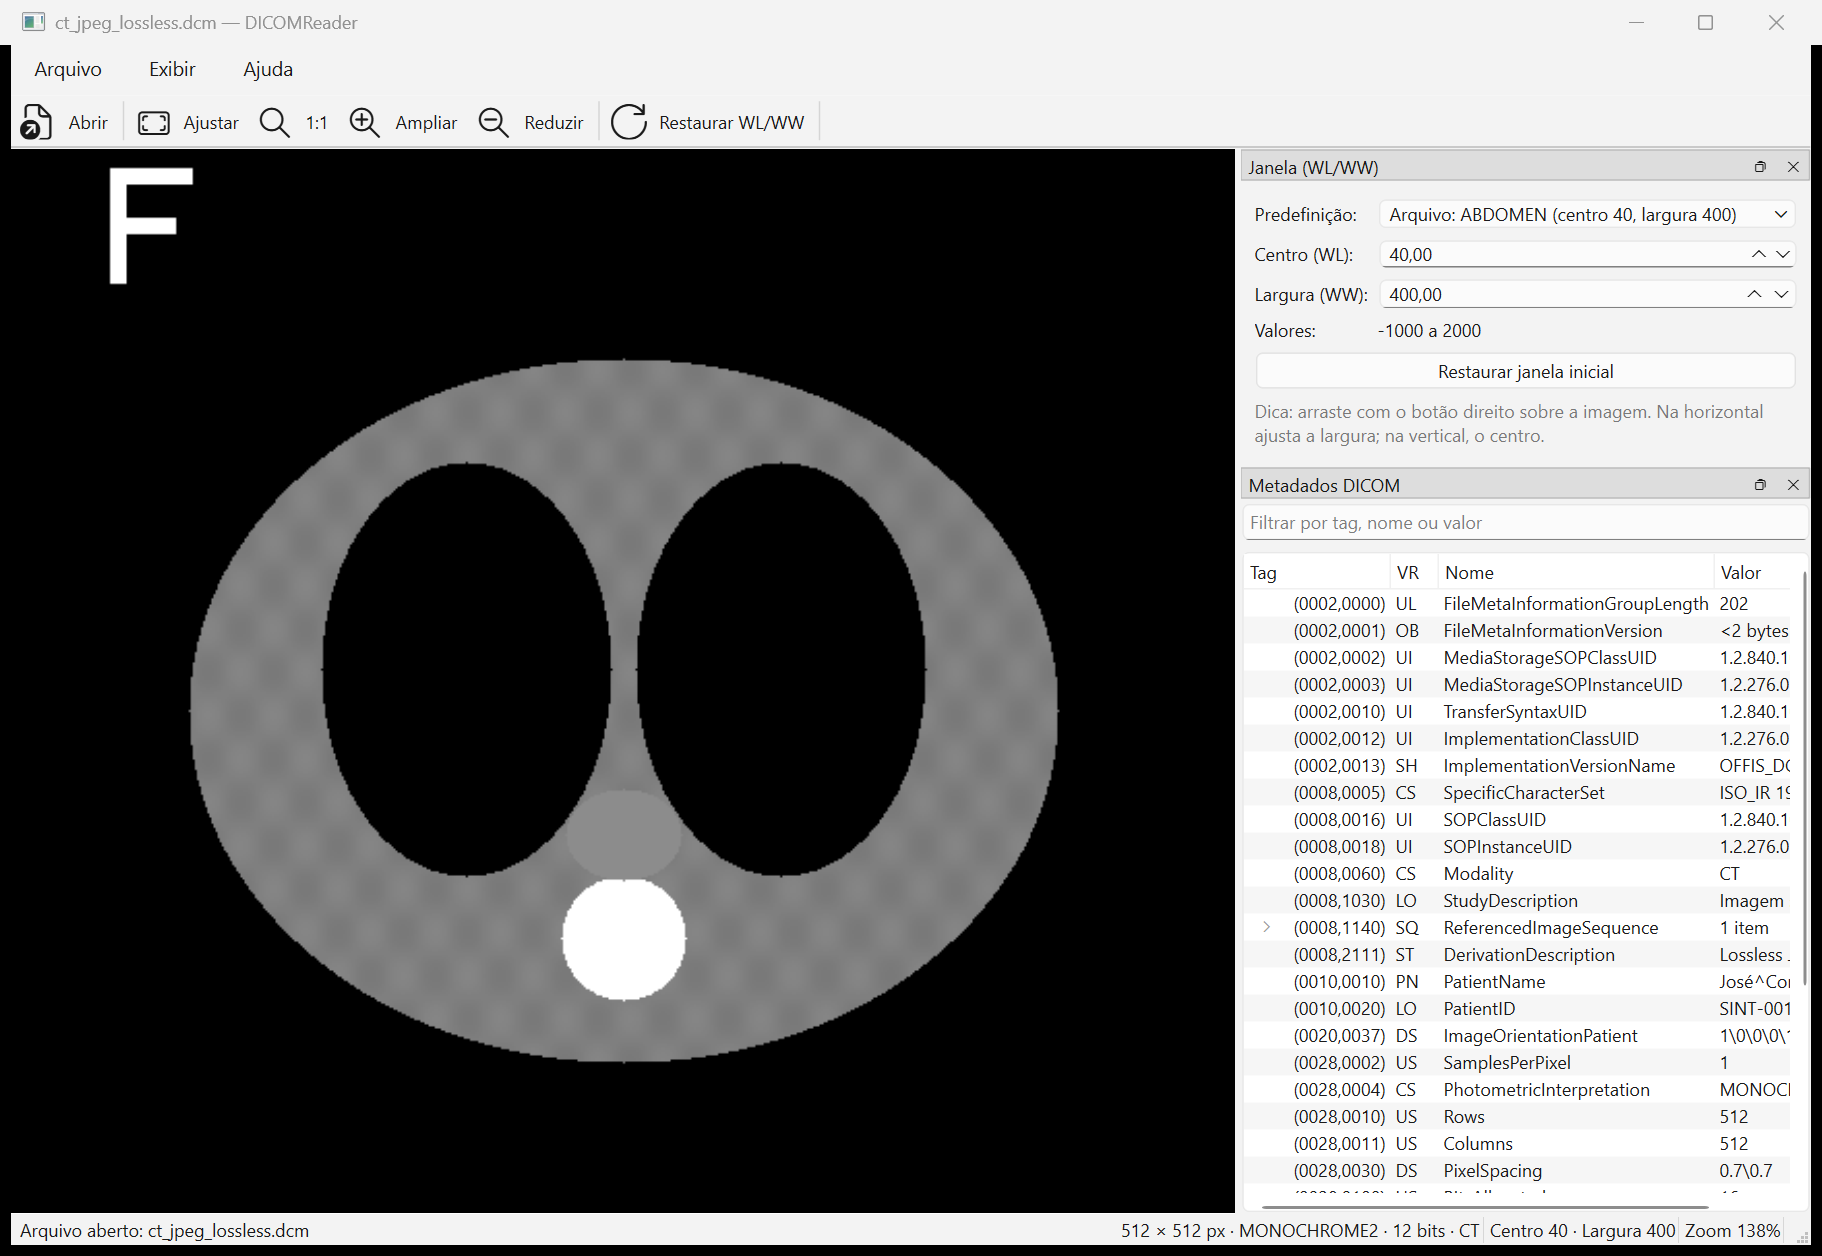 ct_jpeg_lossless.dcm — DICOMReader
Arquivo Exibir Ajuda
Abrir Ajustar 1:1 Ampliar Reduzir Restaurar WL/WW
F
Janela (WL/WW)
Predefinição: Arquivo: ABDOMEN (centro 40, largura 400)
Centro (WL): 40,00
Largura (WW): 400,00
Valores: -1000 a 2000
Restaurar janela inicial
Dica: arraste com o botão direito sobre a imagem. Na horizontal
ajusta a largura; na vertical, o centro.
Metadados DICOM
Filtrar por tag, nome ou valor
Tag VR Nome Valor
(0002,0000) UL FileMetaInformationGroupLength 202
(0002,0001) OB FileMetaInformationVersion <2 bytes
(0002,0002) UI MediaStorageSOPClassUID 1.2.840.1
(0002,0003) UI MediaStorageSOPInstanceUID 1.2.276.0
(0002,0010) UI TransferSyntaxUID 1.2.840.1
(0002,0012) UI ImplementationClassUID 1.2.276.0
(0002,0013) SH ImplementationVersionName OFFIS_DC
(0008,0005) CS SpecificCharacterSet ISO_IR 19
(0008,0016) UI SOPClassUID 1.2.840.1
(0008,0018) UI SOPInstanceUID 1.2.276.0
(0008,0060) CS Modality CT
(0008,1030) LO StudyDescription Imagem
(0008,1140) SQ ReferencedImageSequence 1 item
(0008,2111) ST DerivationDescription Lossless
(0010,0010) PN PatientName José^Co
(0010,0020) LO PatientID SINT-001
(0020,0037) DS ImageOrientationPatient 1\0\0\0\1
(0028,0002) US SamplesPerPixel 1
(0028,0004) CS PhotometricInterpretation MONOC
(0028,0010) US Rows 512
(0028,0011) US Columns 512
(0028,0030) DS PixelSpacing 0.7\0.7
Arquivo aberto: ct_jpeg_lossless.dcm 512 × 512 px · MONOCHROME2 · 12 bits · CT Centro 40 · Largura 400 Zoom 138%